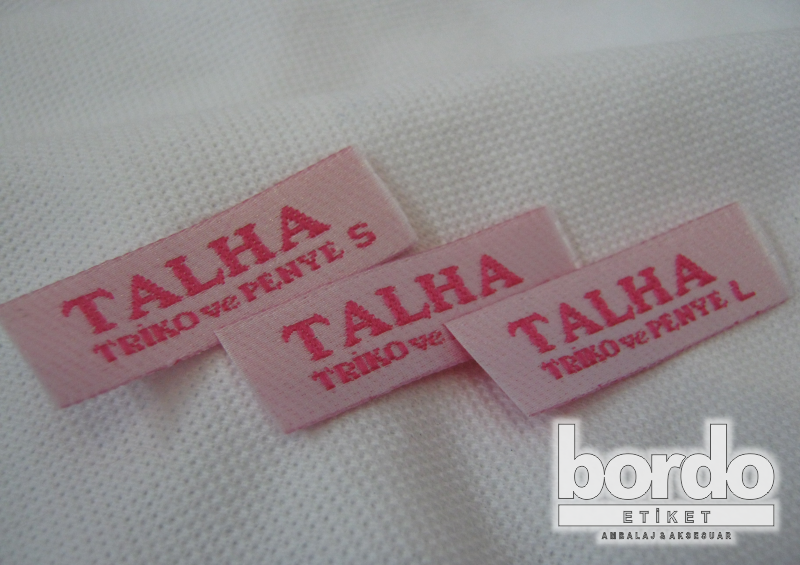 TALHA
TRİKO ve PENYE S
TALHA
TRİKO ve
TALHA
TRİKO ve PENYE L
bordo
ETİKET
AMBALAJ & AKSESUAR